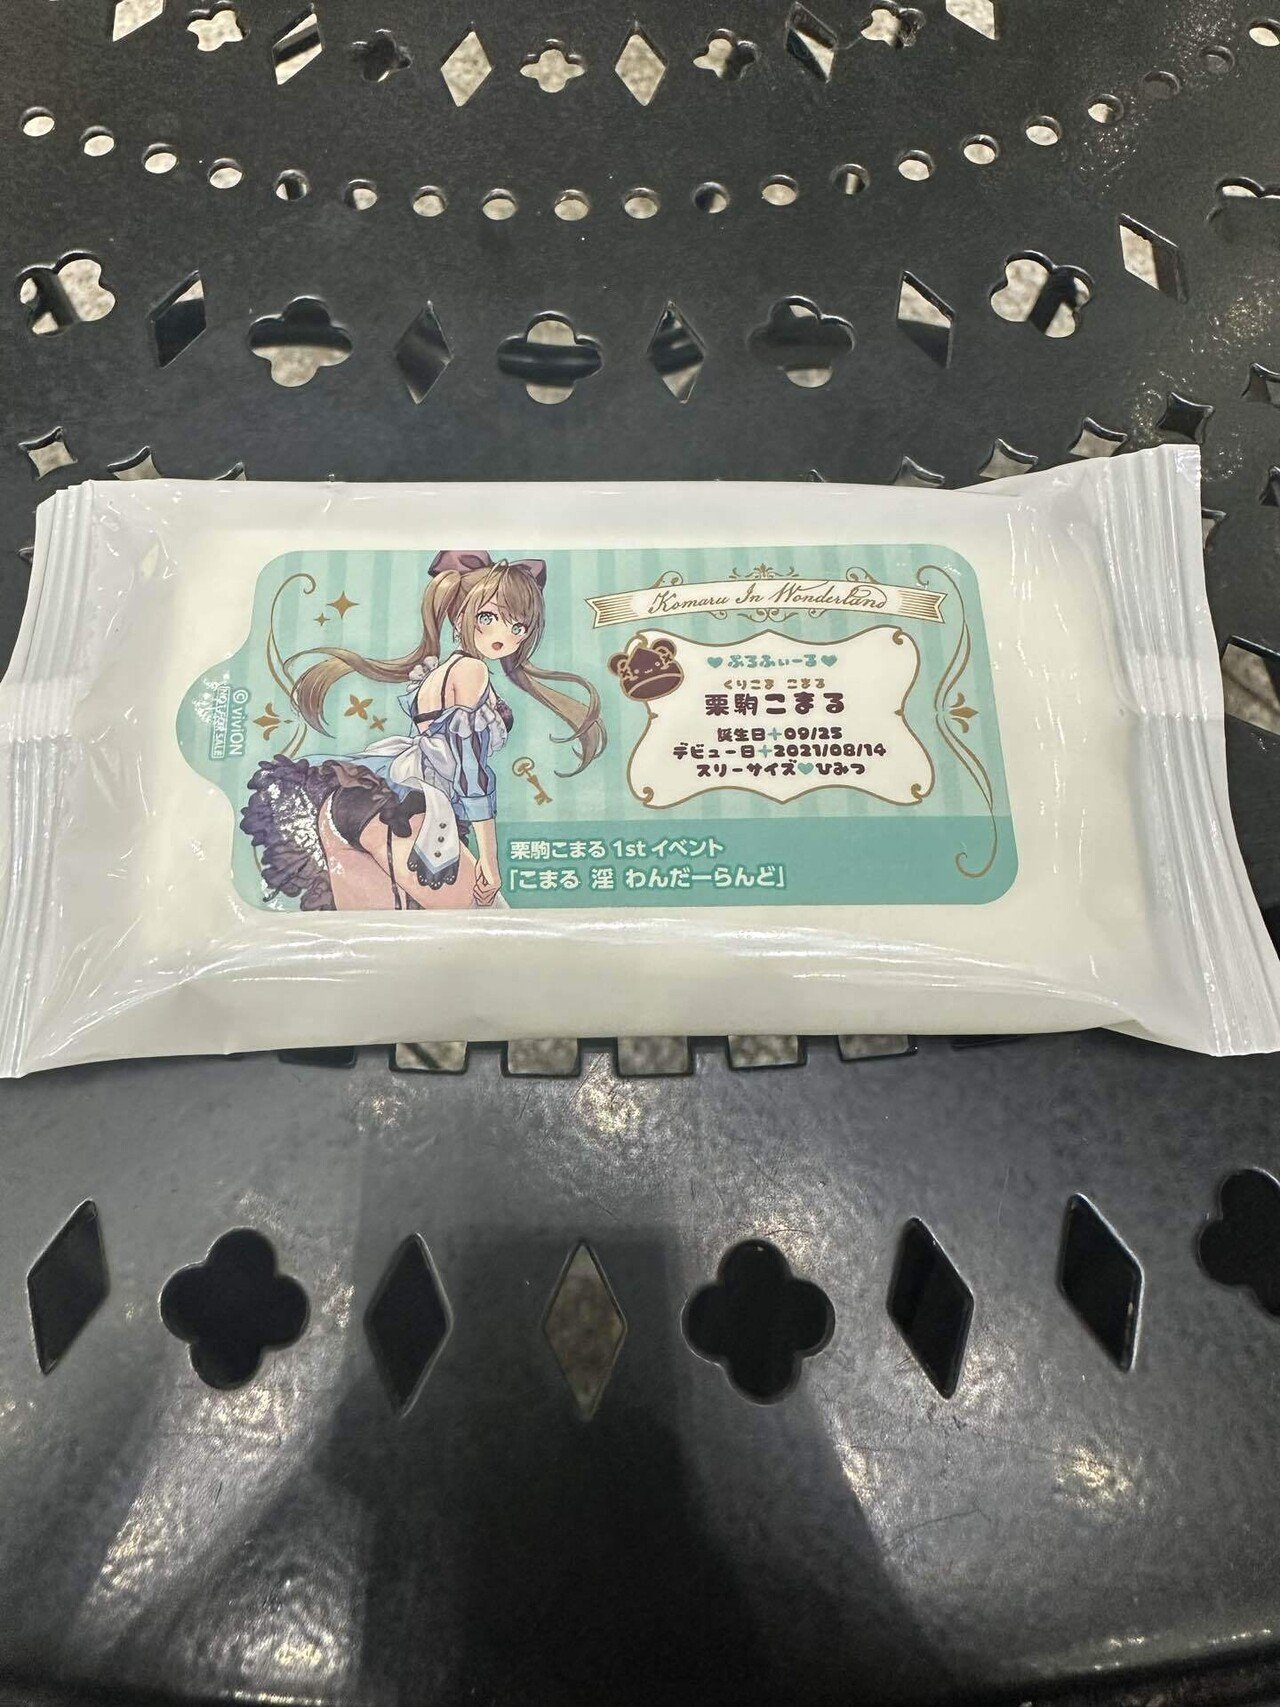 Komaru In Wonderland
ぷろふぃーる
くりこま こまる
栗駒こまる
誕生日+09/25
デビュー日+2021/08/14
スリーサイズ♥ひみつ
栗駒こまる 1st イベント
「こまる 淫 わんだーらんど」
© viviON
NOT FOR SALE